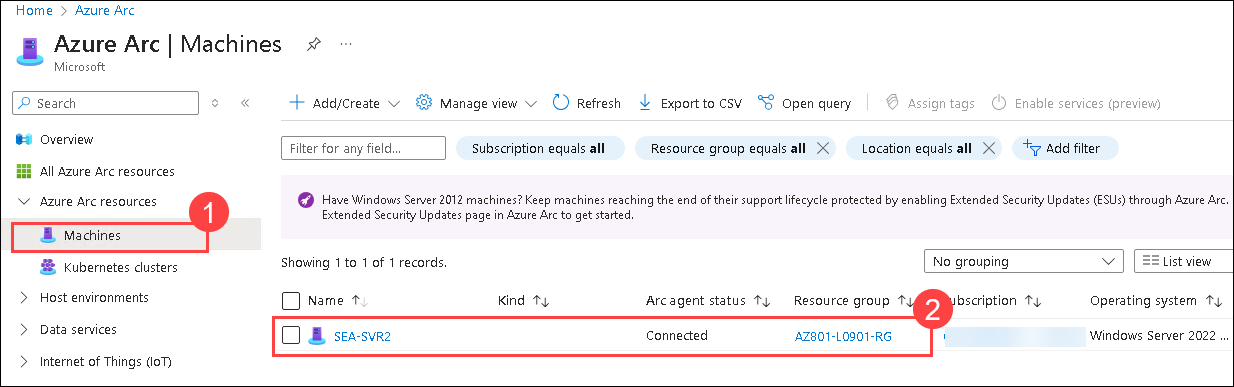 Home > Azure Arc
Azure Arc | Machines
Microsoft
Search
Add/Create
Manage view
Refresh
Export to CSV
Open query
Assign tags
Enable services (preview)
Overview
All Azure Arc resources
Azure Arc resources
1
Machines
Kubernetes clusters
Host environments
Data services
Internet of Things (IoT)
Filter for any field...
Subscription equals all
Resource group equals all
Location equals all
Add filter
Have Windows Server 2012 machines? Keep machines reaching the end of their support lifecycle protected by enabling Extended Security Updates (ESUs) through Azure Arc.
Extended Security Updates page in Azure Arc to get started.
Showing 1 to 1 of 1 records.
No grouping
List view
Name ↑↓ Kind ↑↓ Arc agent status ↑↓ Resource group ↑↓ 2 ubscription ↑↓ Operating system ↑↓
SEA-SVR2 Connected AZ801-L0901-RG Windows Server 2022 ...